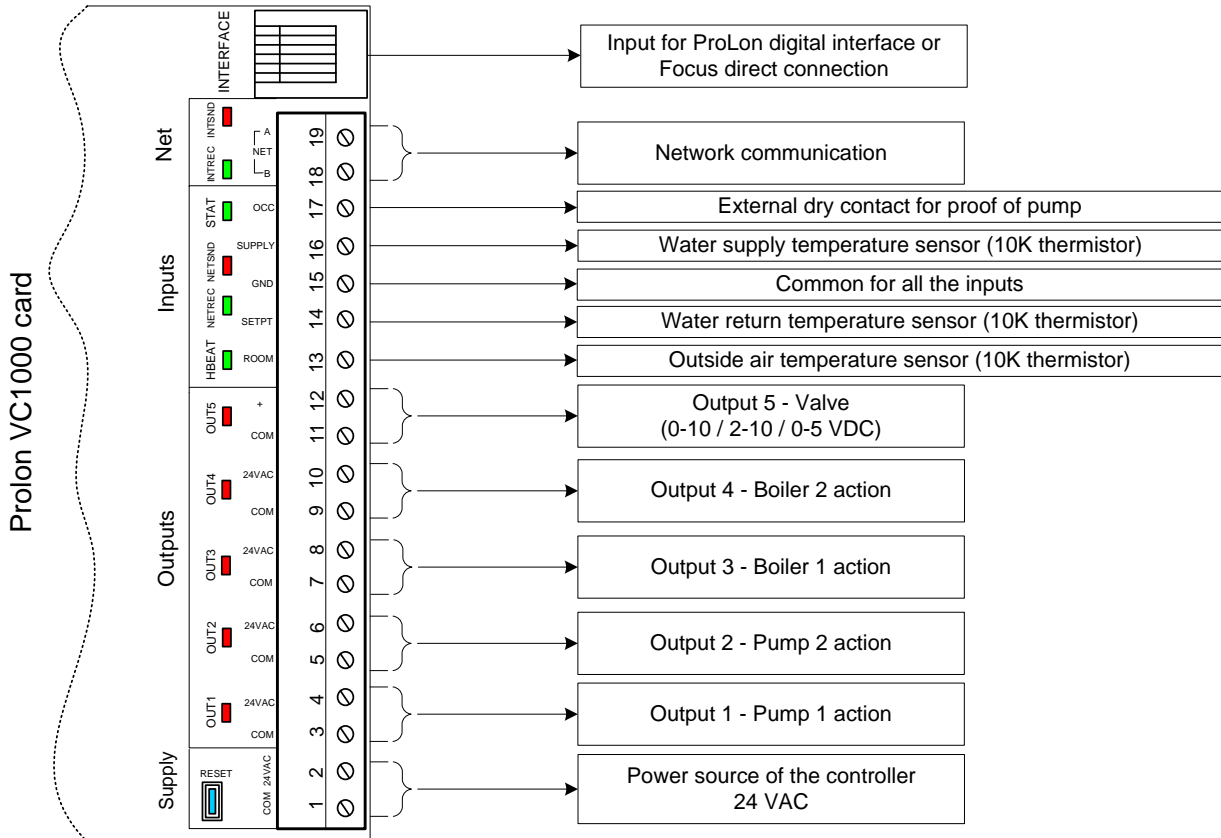 Prolon VC1000 card
INTERFACE
Input for ProLon digital interface or
Focus direct connection
Net
INTSND
INTREC
A
NET
B
19
18
Network communication
Inputs
STAT
NETSND
NETREC
HBEAT
OCC
17
External dry contact for proof of pump
SUPPLY
16
Water supply temperature sensor (10K thermistor)
GND
15
Common for all the inputs
SETPT
14
Water return temperature sensor (10K thermistor)
ROOM
13
Outside air temperature sensor (10K thermistor)
Outputs
OUT5
+
12
COM
11
Output 5 - Valve
(0-10 / 2-10 / 0-5 VDC)
OUT4
24VAC
10
COM
9
Output 4 - Boiler 2 action
OUT3
24VAC
8
COM
7
Output 3 - Boiler 1 action
OUT2
24VAC
6
COM
5
Output 2 - Pump 2 action
OUT1
24VAC
4
COM
3
Output 1 - Pump 1 action
Supply
RESET
COM 24VAC
2
1
Power source of the controller
24 VAC